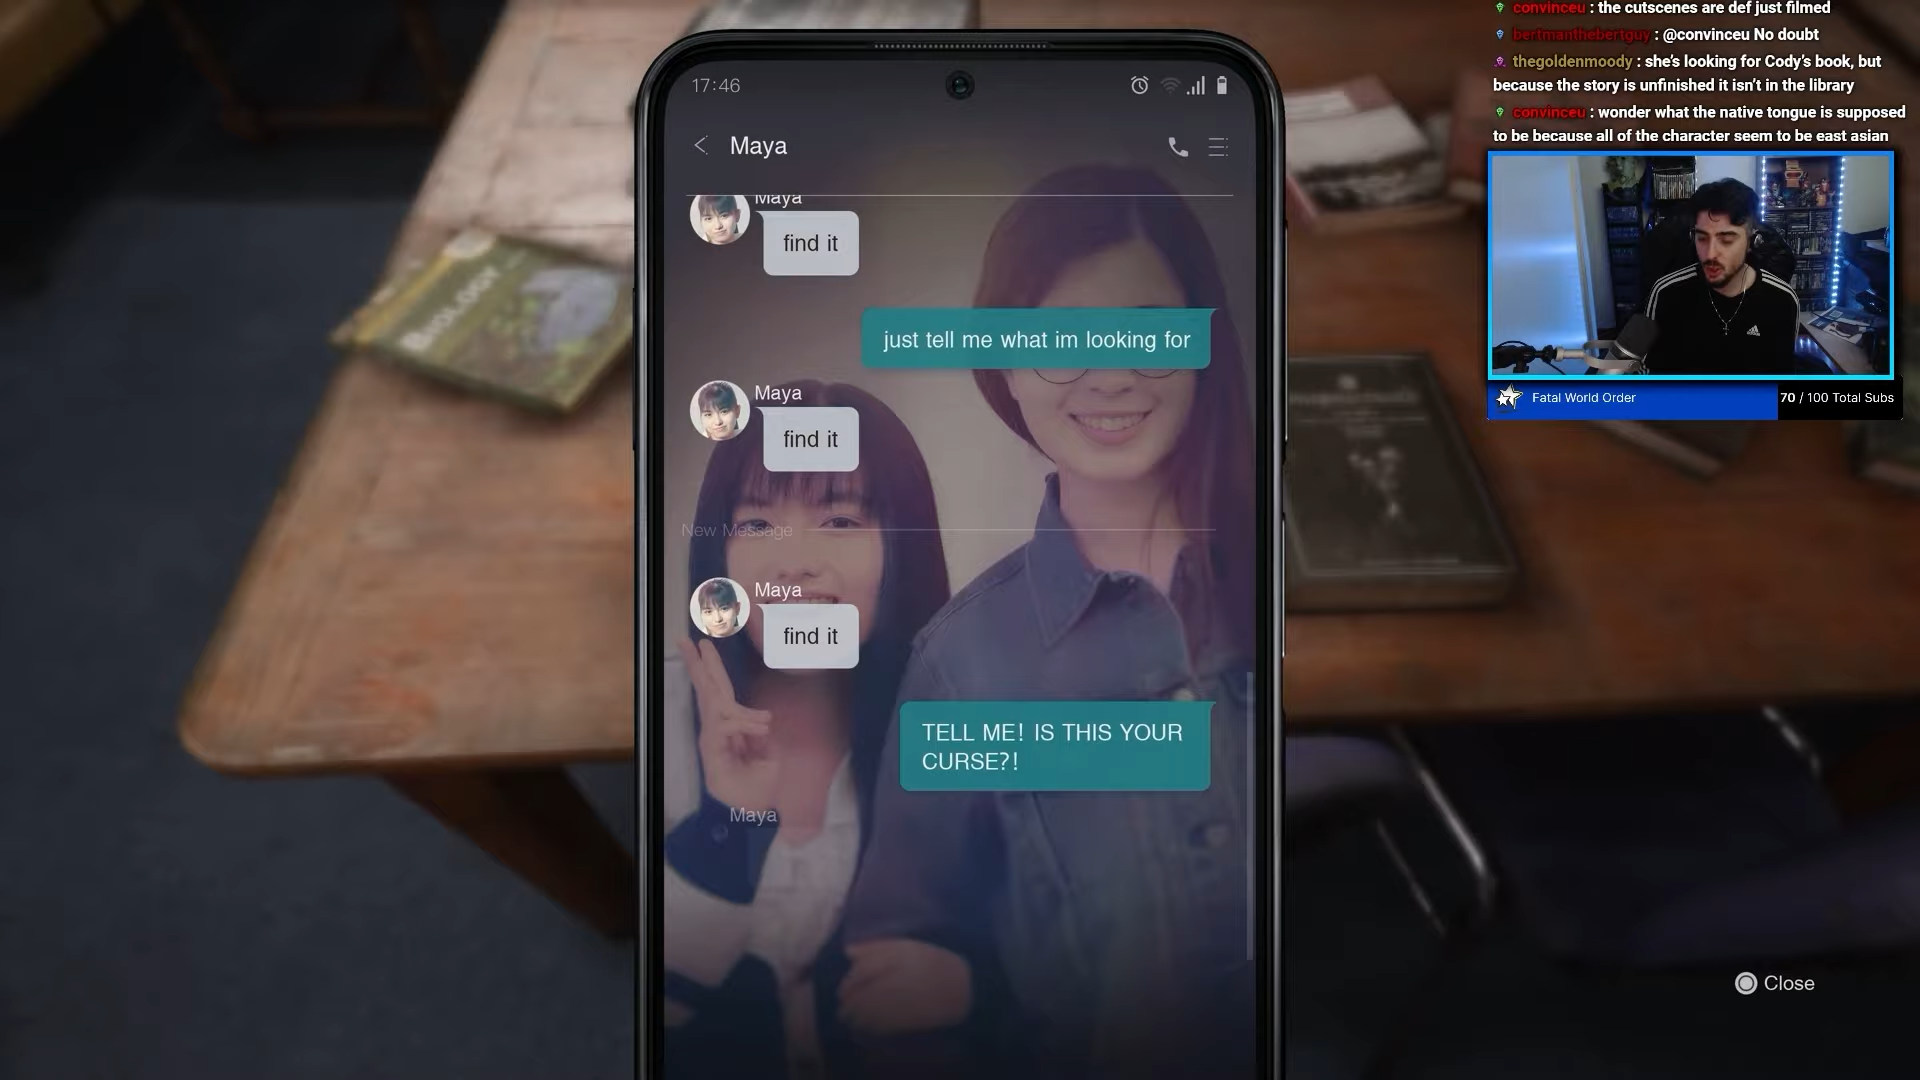 convinceu : the cutscenes are def just filmed
bertmanthebertguy : @convinceu No doubt
thegoldenmoody : she's looking for Cody's book, but
because the story is unfinished it isn't in the library
convinceu : wonder what the native tongue is supposed
to be because all of the character seem to be east asian
17:46
Maya
Maya
find it
just tell me what im looking for
Maya
find it
New Message
Maya
find it
TELL ME! IS THIS YOUR
CURSE?!
Maya
BIOLOGY
Fatal World Order
70 / 100 Total Subs
Close